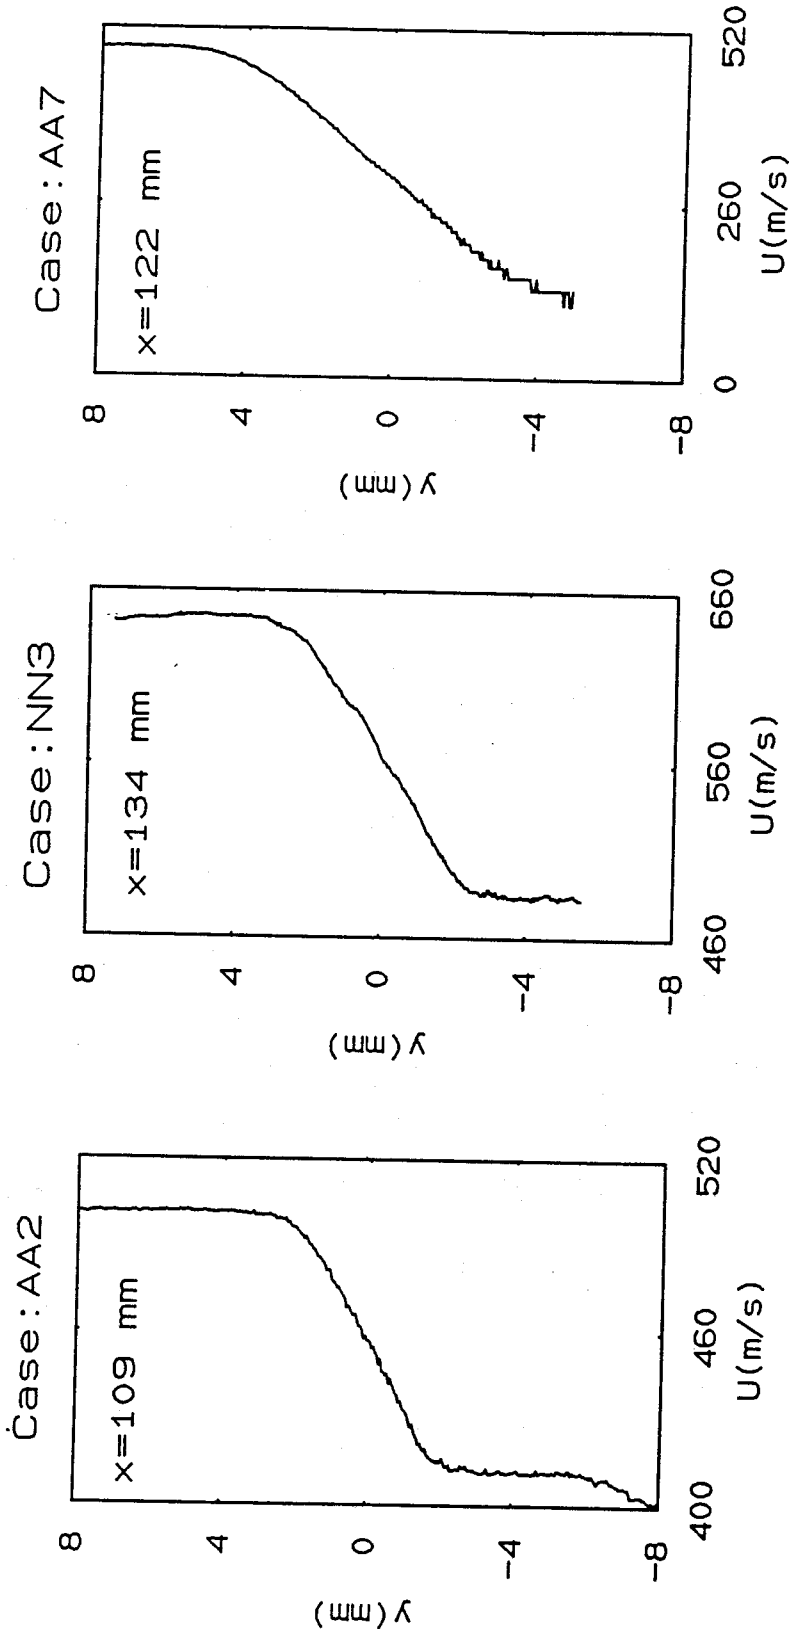 Case:AA2
x=109 mm
8
4
0
-4
-8
y(mm)
400
460
520
U(m/s)
Case:NN3
x=134 mm
8
4
0
-4
-8
y(mm)
460
560
660
U(m/s)
Case:AA7
x=122 mm
8
4
0
-4
-8
y(mm)
0
260
520
U(m/s)